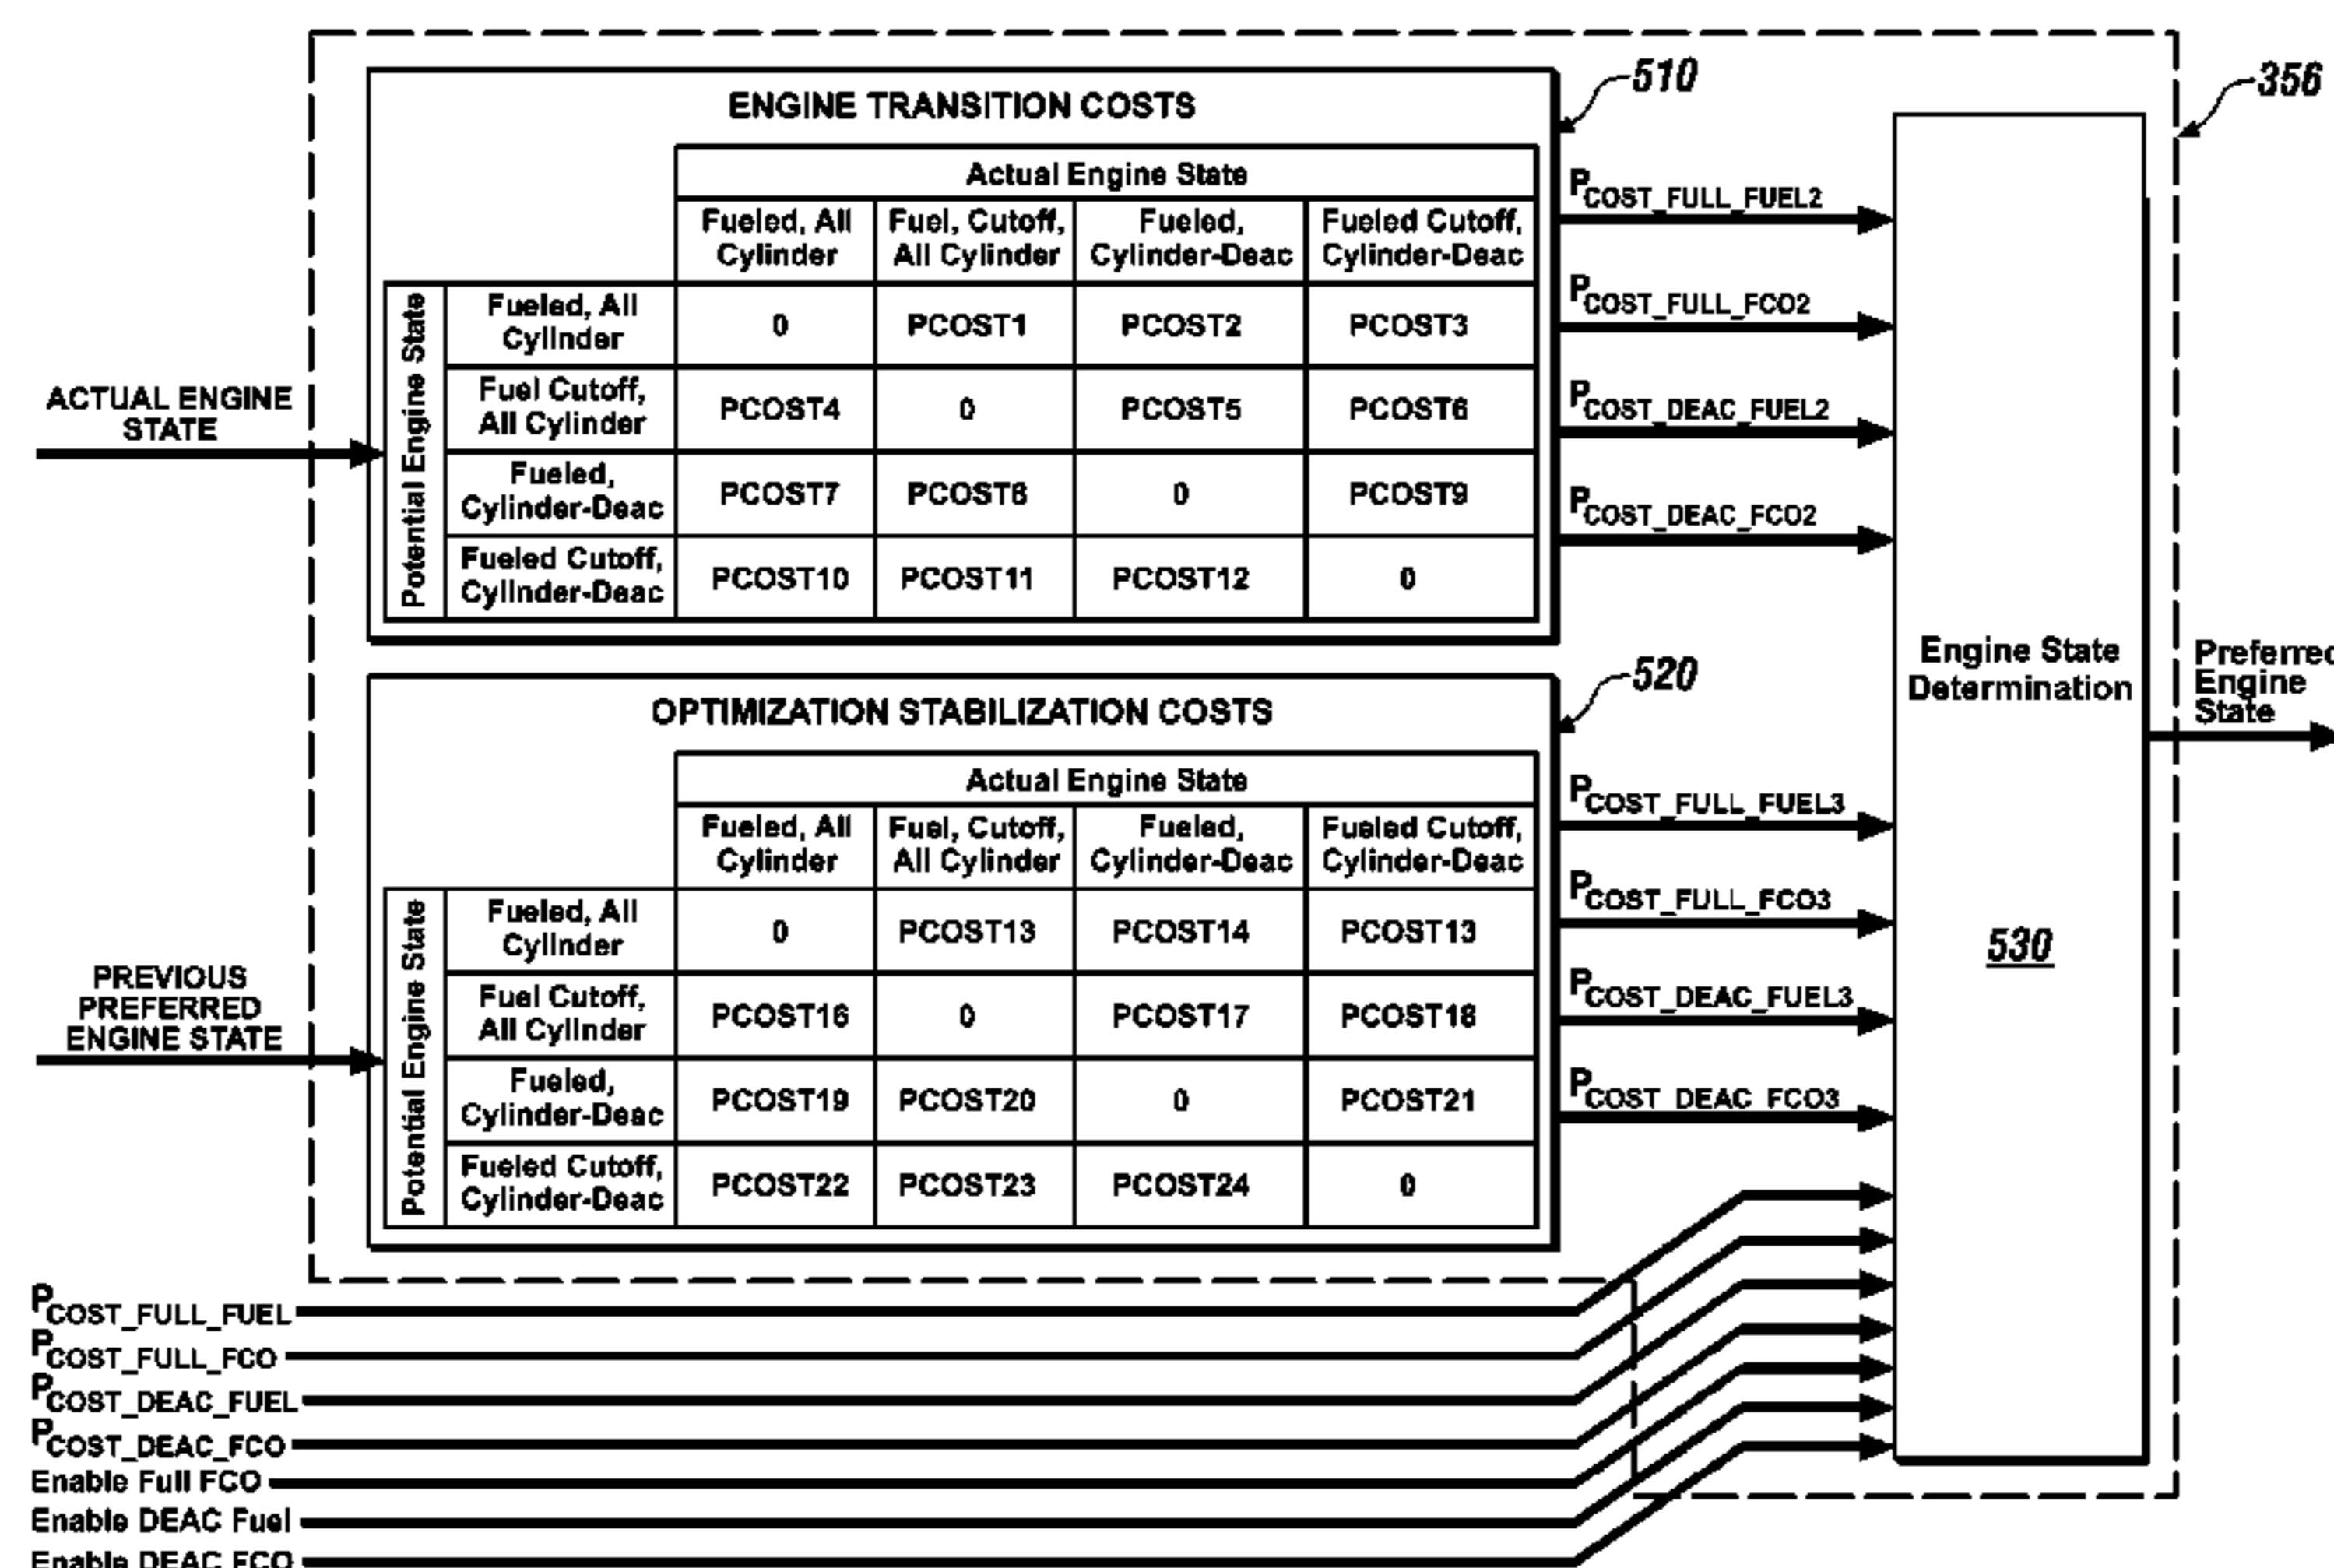 ENGINE TRANSITION COSTS
510
356
Actual Engine State
Fueled, All Cylinder
Fuel, Cutoff, All Cylinder
Fueled, Cylinder-Deac
Fueled Cutoff, Cylinder-Deac
Potential Engine State
Fueled, All Cylinder 0 PCOST1 PCOST2 PCOST3
Fuel Cutoff, All Cylinder PCOST4 0 PCOST5 PCOST6
Fueled, Cylinder-Deac PCOST7 PCOST8 0 PCOST9
Fueled Cutoff, Cylinder-Deac PCOST10 PCOST11 PCOST12 0
ACTUAL ENGINE
STATE
PCOST_FULL_FUEL2
PCOST_FULL_FCO2
PCOST_DEAC_FUEL2
PCOST_DEAC_FCO2
OPTIMIZATION STABILIZATION COSTS
520
Actual Engine State
Fueled, All Cylinder
Fuel, Cutoff, All Cylinder
Fueled, Cylinder-Deac
Fueled Cutoff, Cylinder-Deac
Potential Engine State
Fueled, All Cylinder 0 PCOST13 PCOST14 PCOST13
Fuel Cutoff, All Cylinder PCOST16 0 PCOST17 PCOST18
Fueled, Cylinder-Deac PCOST19 PCOST20 0 PCOST21
Fueled Cutoff, Cylinder-Deac PCOST22 PCOST23 PCOST24 0
PREVIOUS
PREFERRED
ENGINE STATE
PCOST_FULL_FUEL3
PCOST_FULL_FCO3
PCOST_DEAC_FUEL3
PCOST_DEAC_FCO3
Engine State
Determination
530
Preferred
Engine
State
PCOST_FULL_FUEL
PCOST_FULL_FCO
PCOST_DEAC_FUEL
PCOST_DEAC_FCO
Enable Full FCO
Enable DEAC Fuel
Enable DEAC FCO